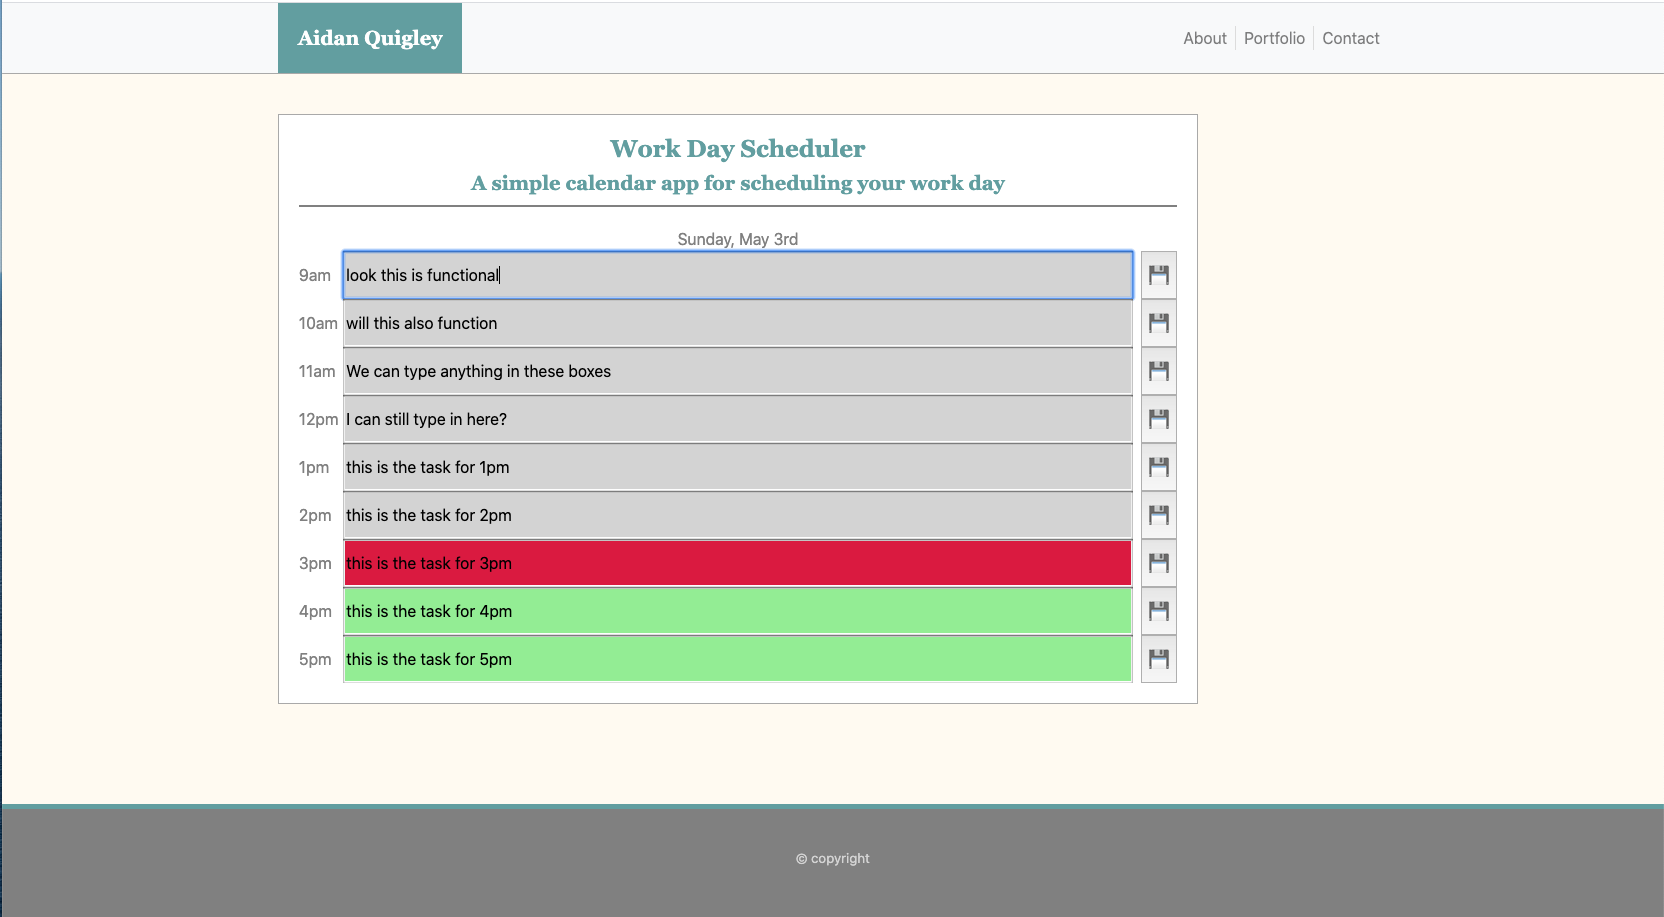 Aidan Quigley
About Portfolio Contact
Work Day Scheduler
A simple calendar app for scheduling your work day
Sunday, May 3rd
9am look this is functional
10am will this also function
11am We can type anything in these boxes
12pm I can still type in here?
1pm this is the task for 1pm
2pm this is the task for 2pm
3pm this is the task for 3pm
4pm this is the task for 4pm
5pm this is the task for 5pm
© copyright